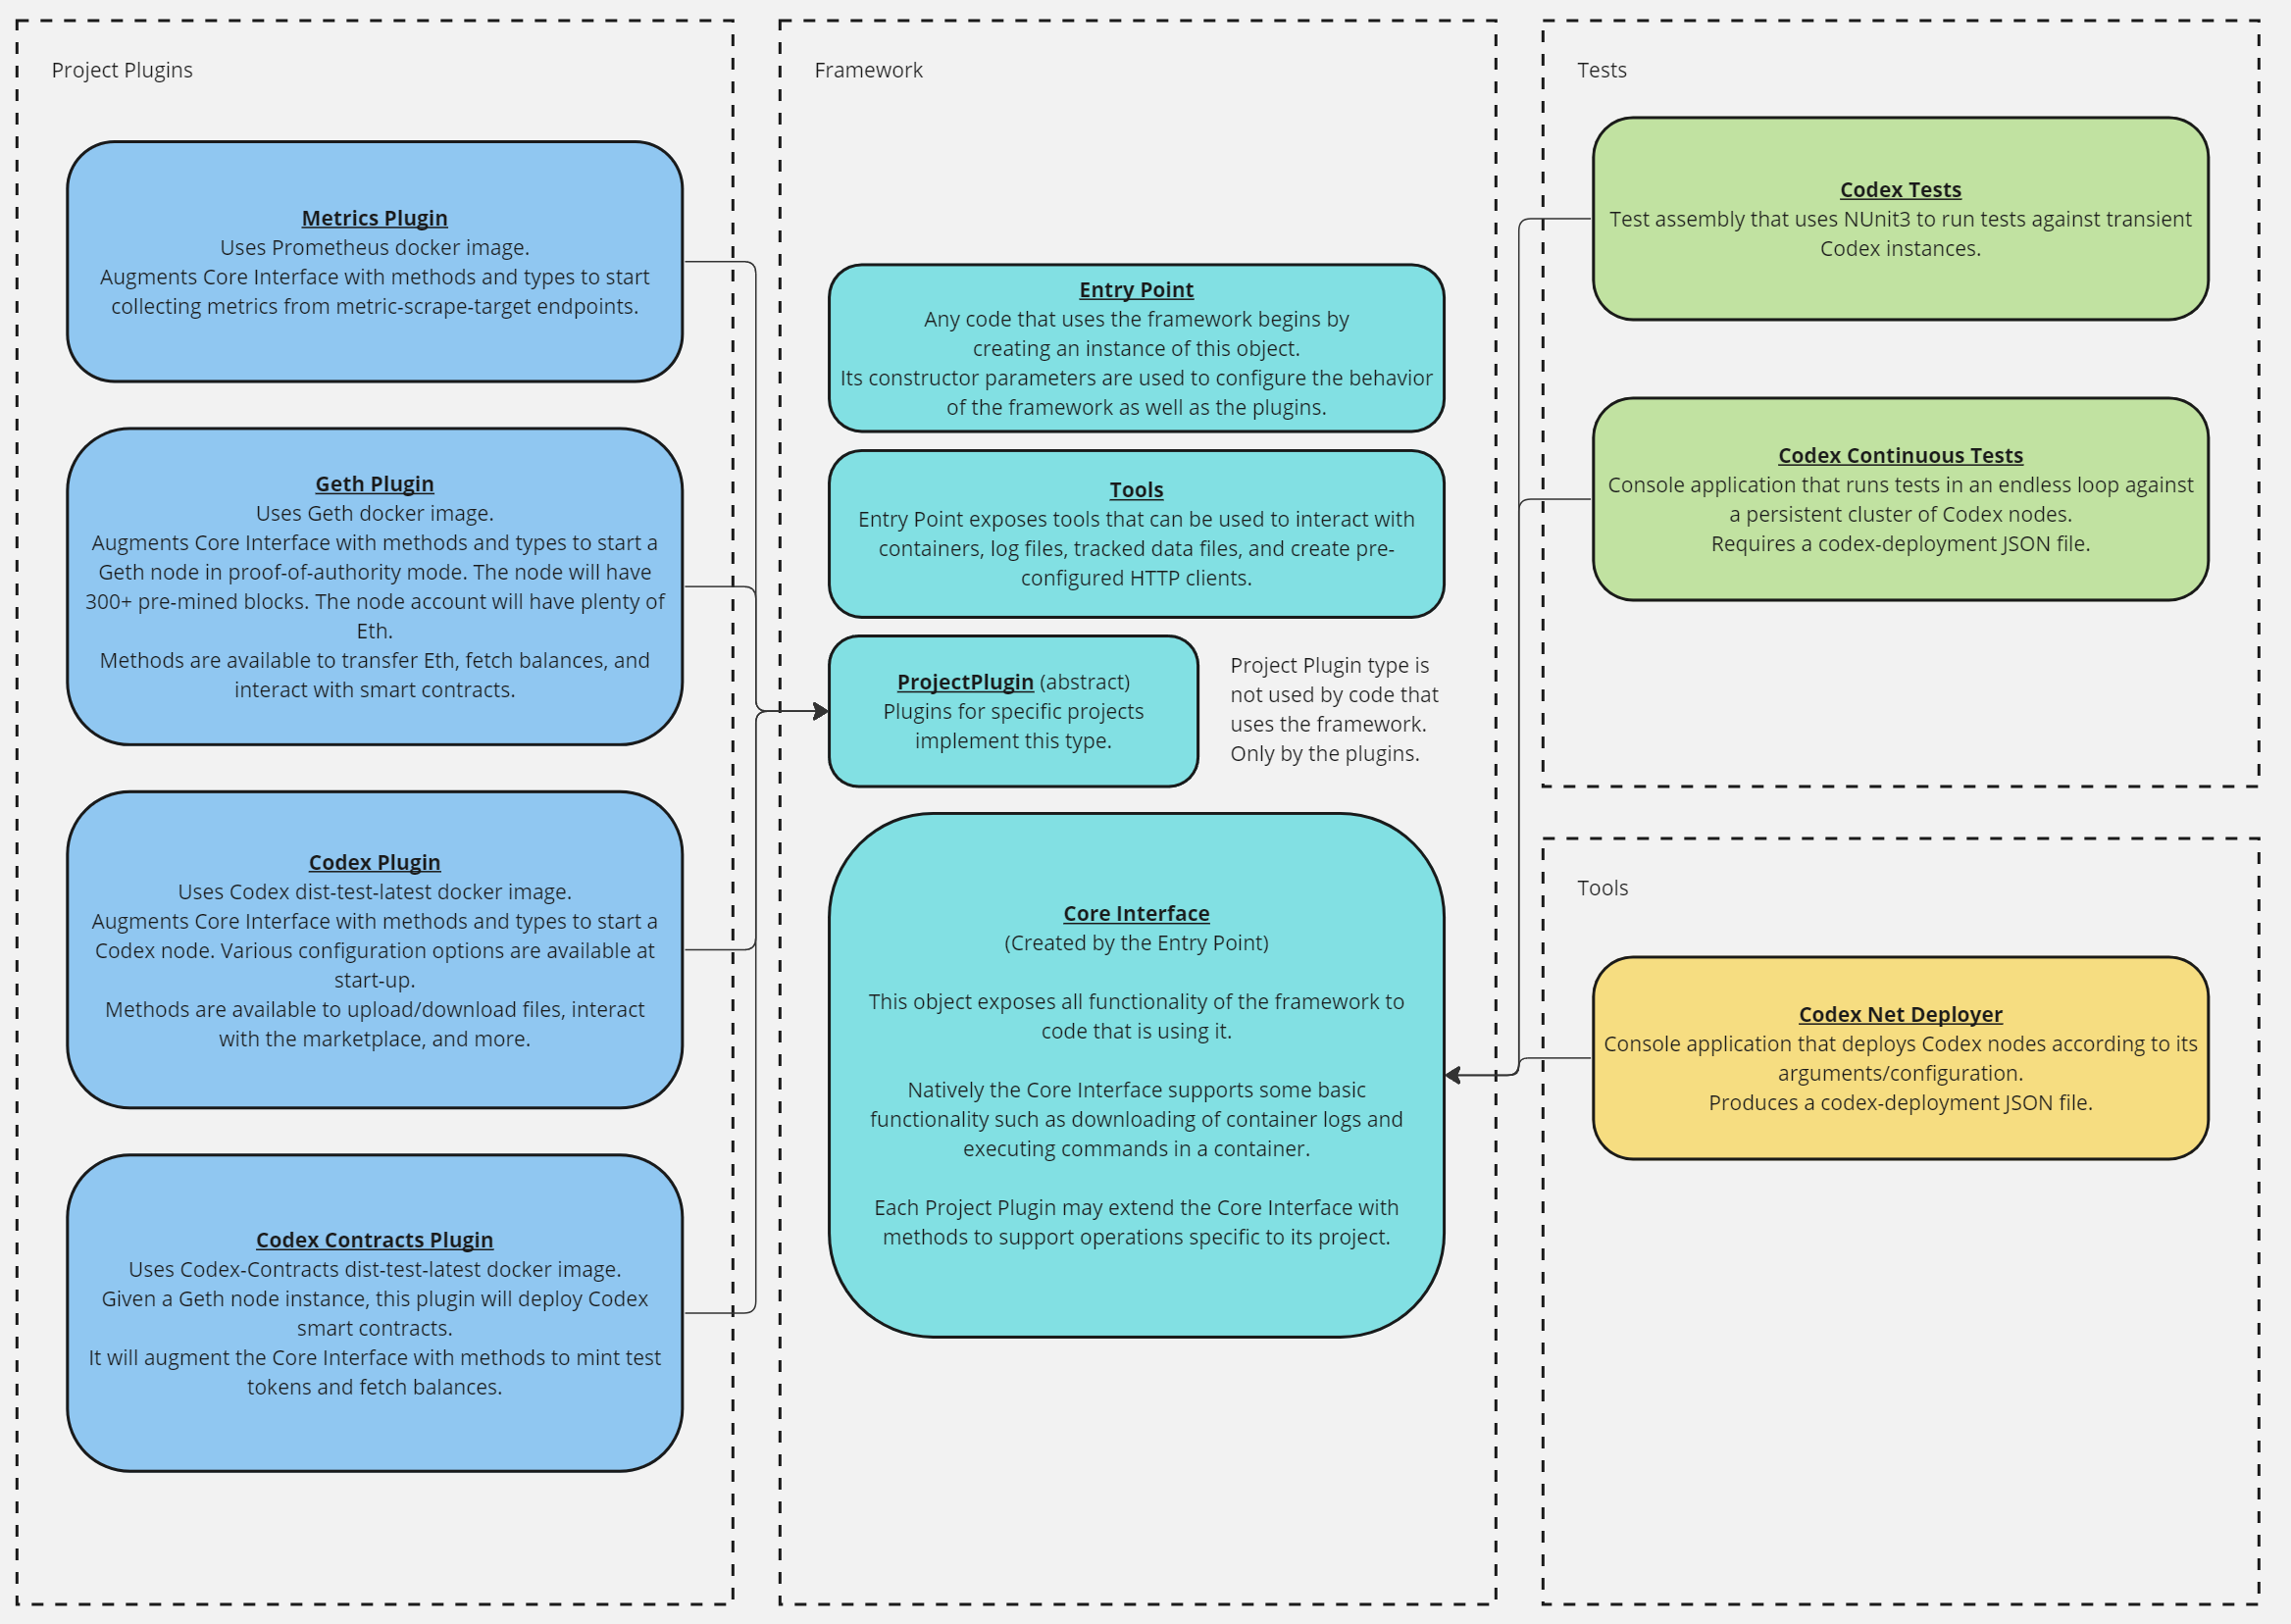 Project Plugins
Metrics Plugin
Uses Prometheus docker image.
Augments Core Interface with methods and types to start
collecting metrics from metric-scrape-target endpoints.
Geth Plugin
Uses Geth docker image.
Augments Core Interface with methods and types to start a
Geth node in proof-of-authority mode. The node will have
300+ pre-mined blocks. The node account will have plenty of
Eth.
Methods are available to transfer Eth, fetch balances, and
interact with smart contracts.
Codex Plugin
Uses Codex dist-test-latest docker image.
Augments Core Interface with methods and types to start a
Codex node. Various configuration options are available at
start-up.
Methods are available to upload/download files, interact
with the marketplace, and more.
Codex Contracts Plugin
Uses Codex-Contracts dist-test-latest docker image.
Given a Geth node instance, this plugin will deploy Codex
smart contracts.
It will augment the Core Interface with methods to mint test
tokens and fetch balances.
Framework
Entry Point
Any code that uses the framework begins by
creating an instance of this object.
Its constructor parameters are used to configure the behavior
of the framework as well as the plugins.
Tools
Entry Point exposes tools that can be used to interact with
containers, log files, tracked data files, and create pre-
configured HTTP clients.
ProjectPlugin (abstract)
Plugins for specific projects
implement this type.
Project Plugin type is
not used by code that
uses the framework.
Only by the plugins.
Core Interface
(Created by the Entry Point)
This object exposes all functionality of the framework to
code that is using it.
Natively the Core Interface supports some basic
functionality such as downloading of container logs and
executing commands in a container.
Each Project Plugin may extend the Core Interface with
methods to support operations specific to its project.
Tests
Codex Tests
Test assembly that uses NUnit3 to run tests against transient
Codex instances.
Codex Continuous Tests
Console application that runs tests in an endless loop against
a persistent cluster of Codex nodes.
Requires a codex-deployment JSON file.
Tools
Codex Net Deployer
Console application that deploys Codex nodes according to its
arguments/configuration.
Produces a codex-deployment JSON file.